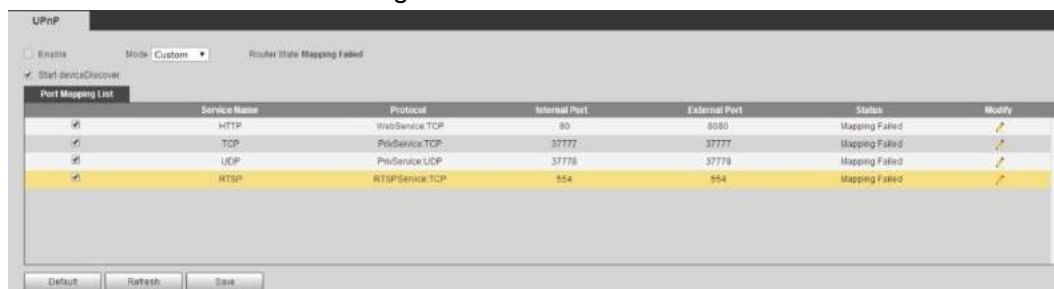 UPnP
Enable Mode Custom Router State Mapping Failed
Start deviceDiscover
Port Mapping List
Service Name Protocol Internal Port External Port Status Modify
HTTP WebService:TCP 80 8080 Mapping Failed
TCP PrivService:TCP 37777 37777 Mapping Failed
UDP PrivService:UDP 37778 37778 Mapping Failed
RTSP RTSPService:TCP 554 554 Mapping Failed
Default Refresh Save